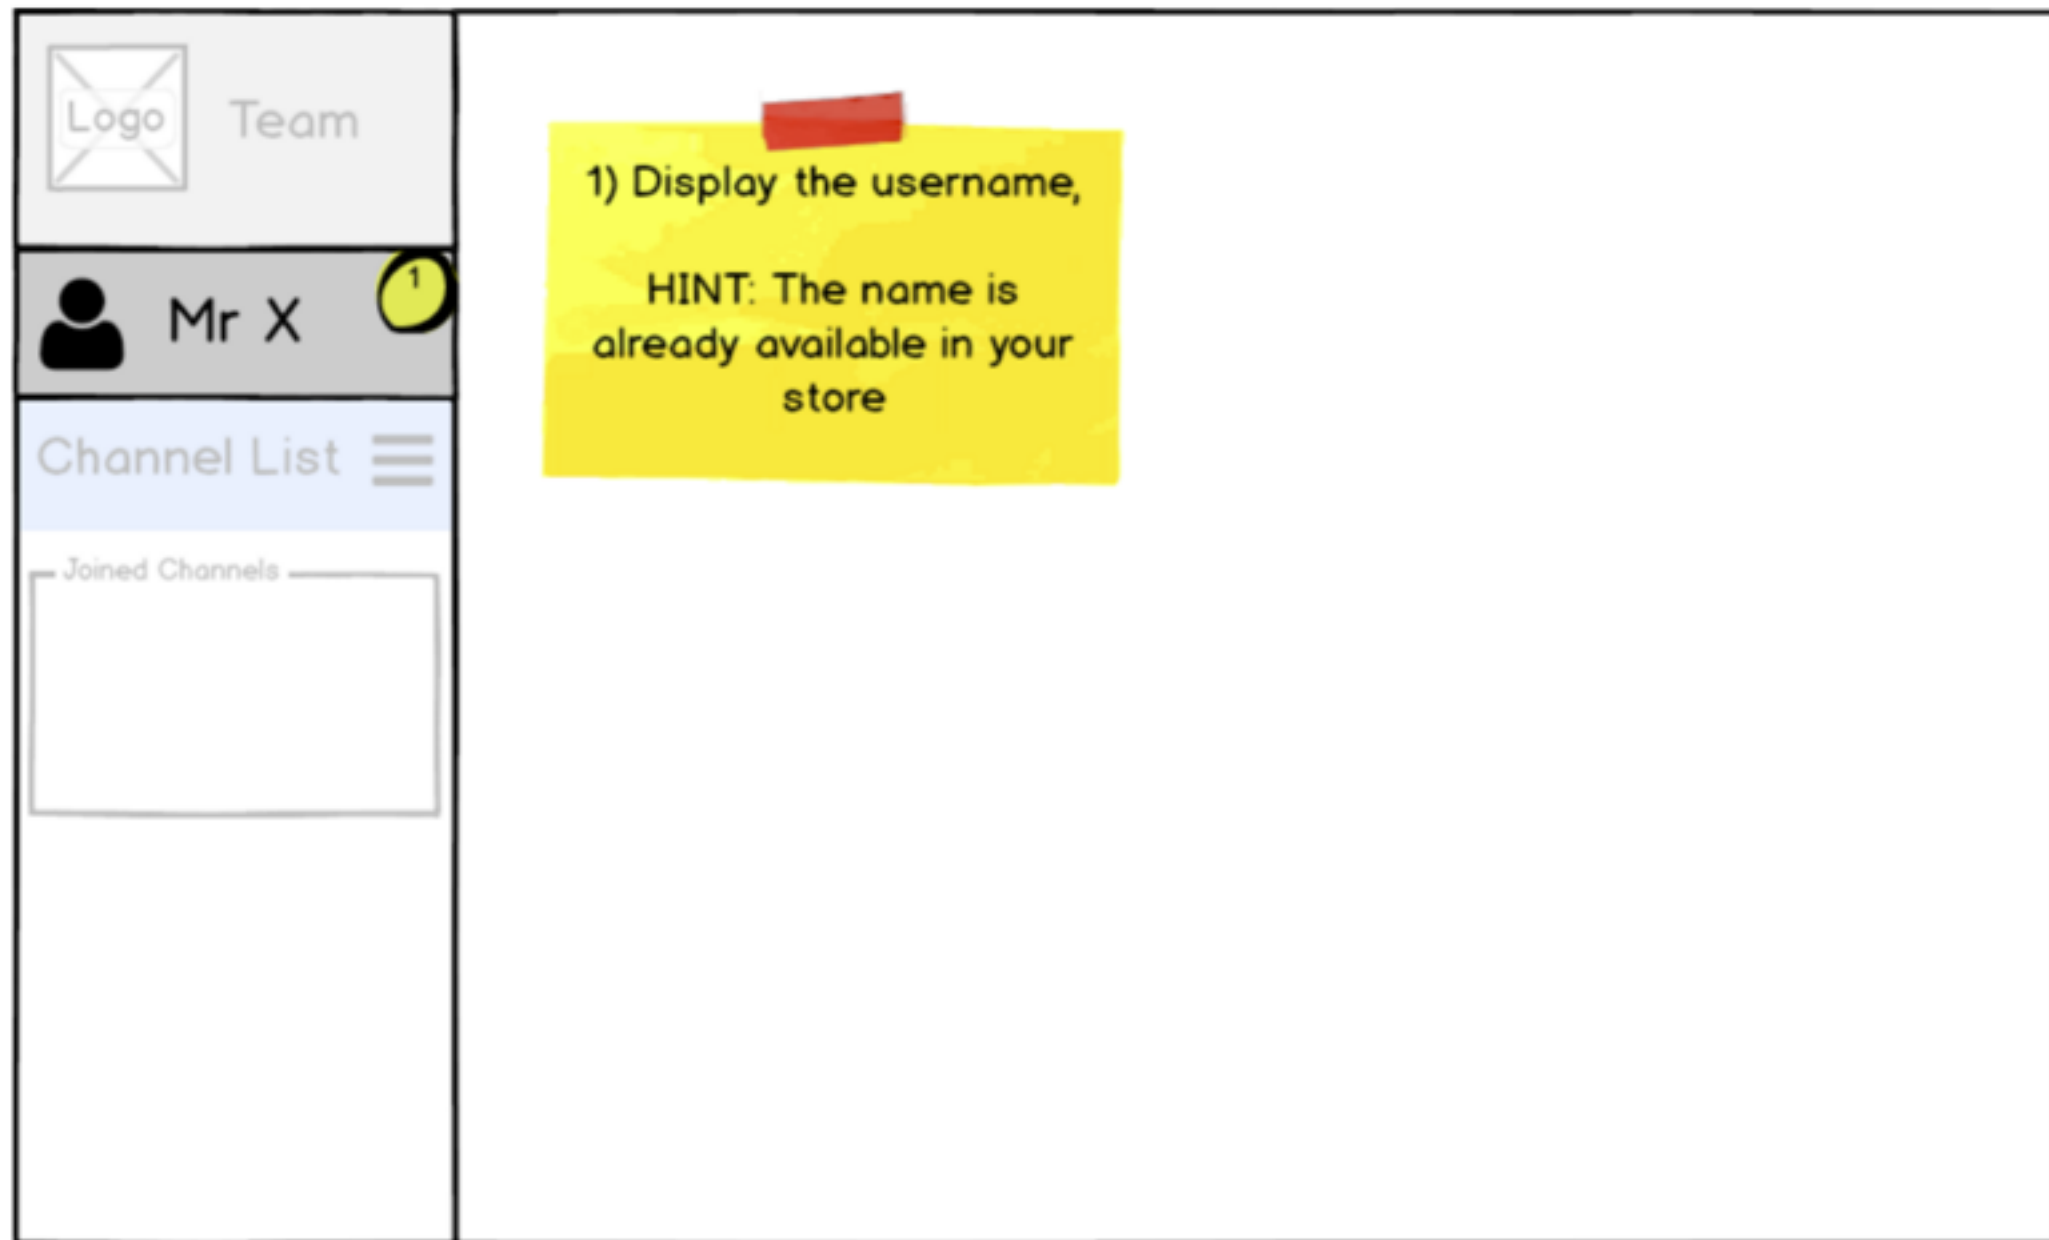 Logo
Team
1
Mr X
Channel List
Joined Channels
1) Display the username,
HINT: The name is
already available in your
store